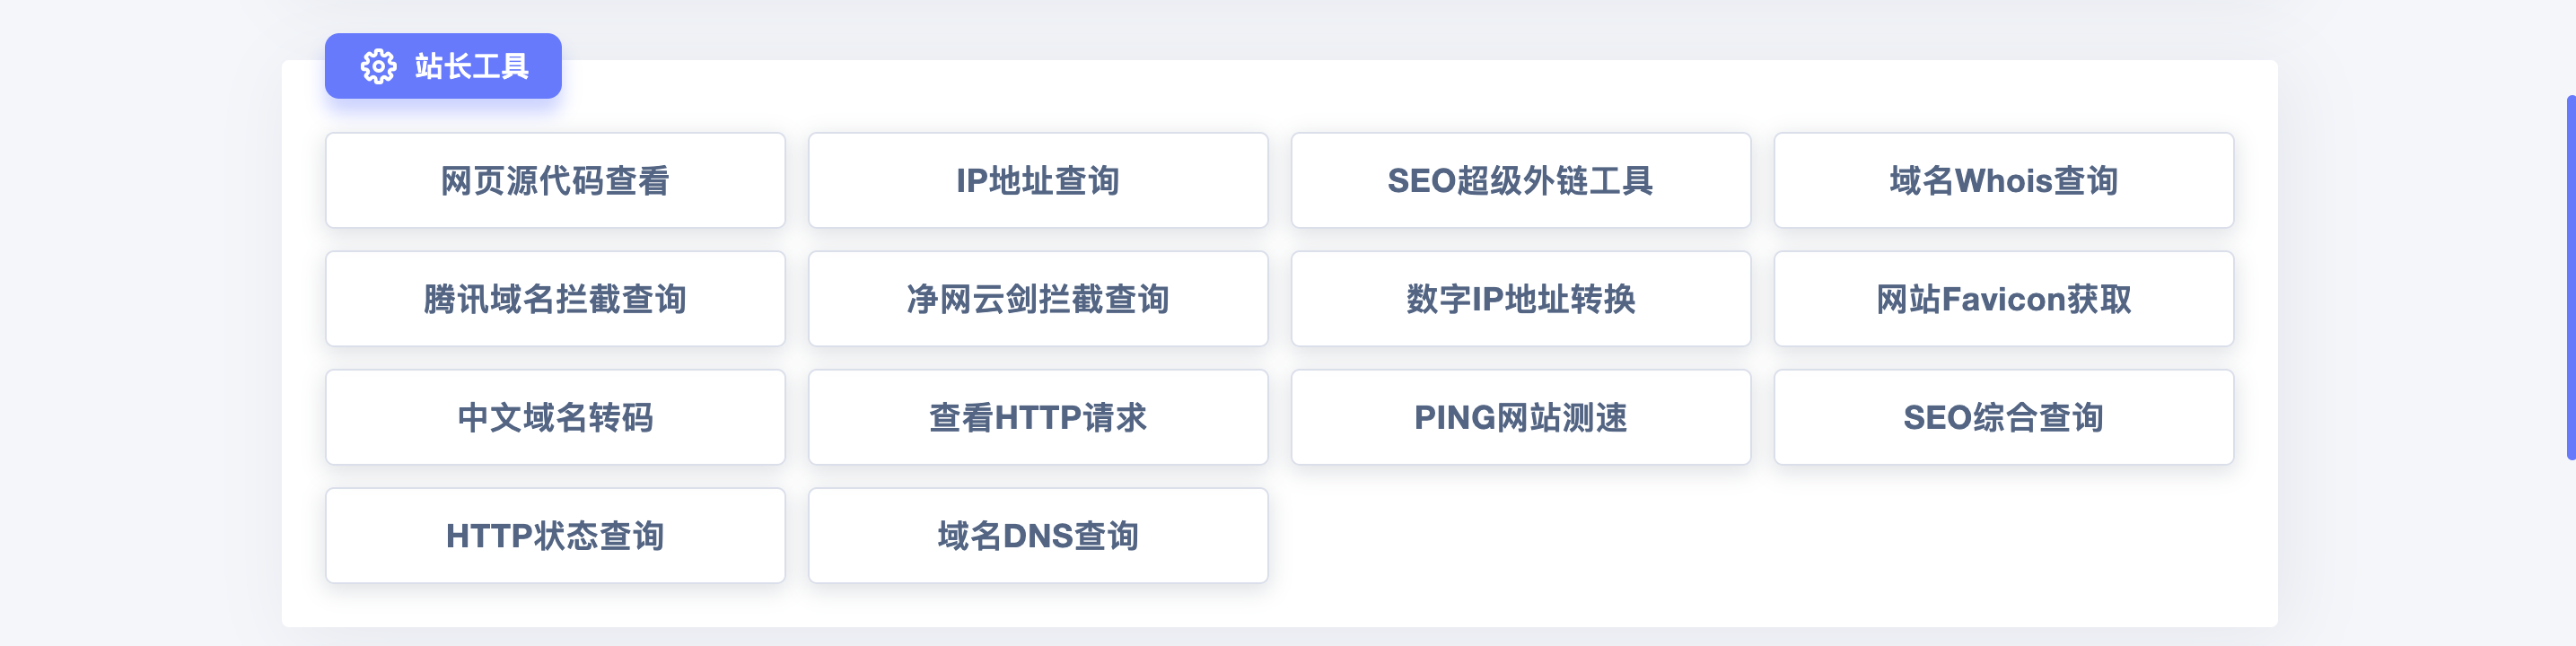 站长工具
网页源代码查看
IP地址查询
SEO超级外链工具
域名Whois查询
腾讯域名拦截查询
净网云剑拦截查询
数字IP地址转换
网站Favicon获取
中文域名转码
查看HTTP请求
PING网站测速
SEO综合查询
HTTP状态查询
域名DNS查询